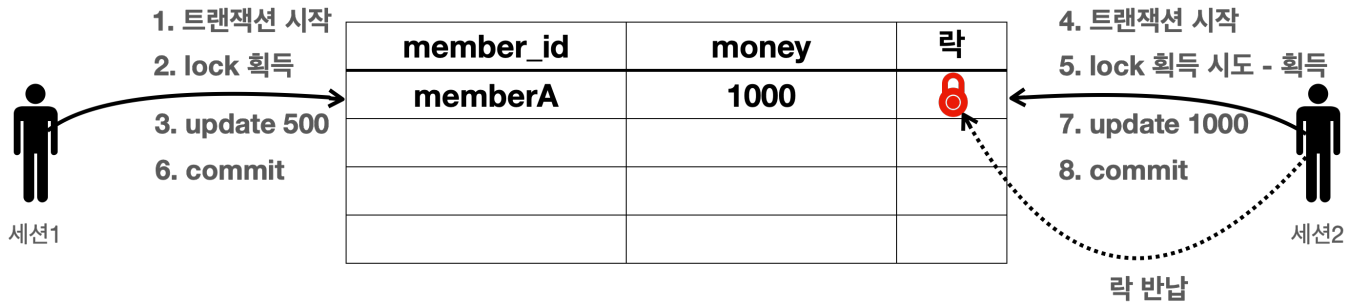 1. 트랜잭션 시작
2. lock 획득
3. update 500
6. commit
세션1
member_id money 락
memberA 1000
4. 트랜잭션 시작
5. lock 획득 시도 - 획득
7. update 1000
8. commit
세션2
락 반납